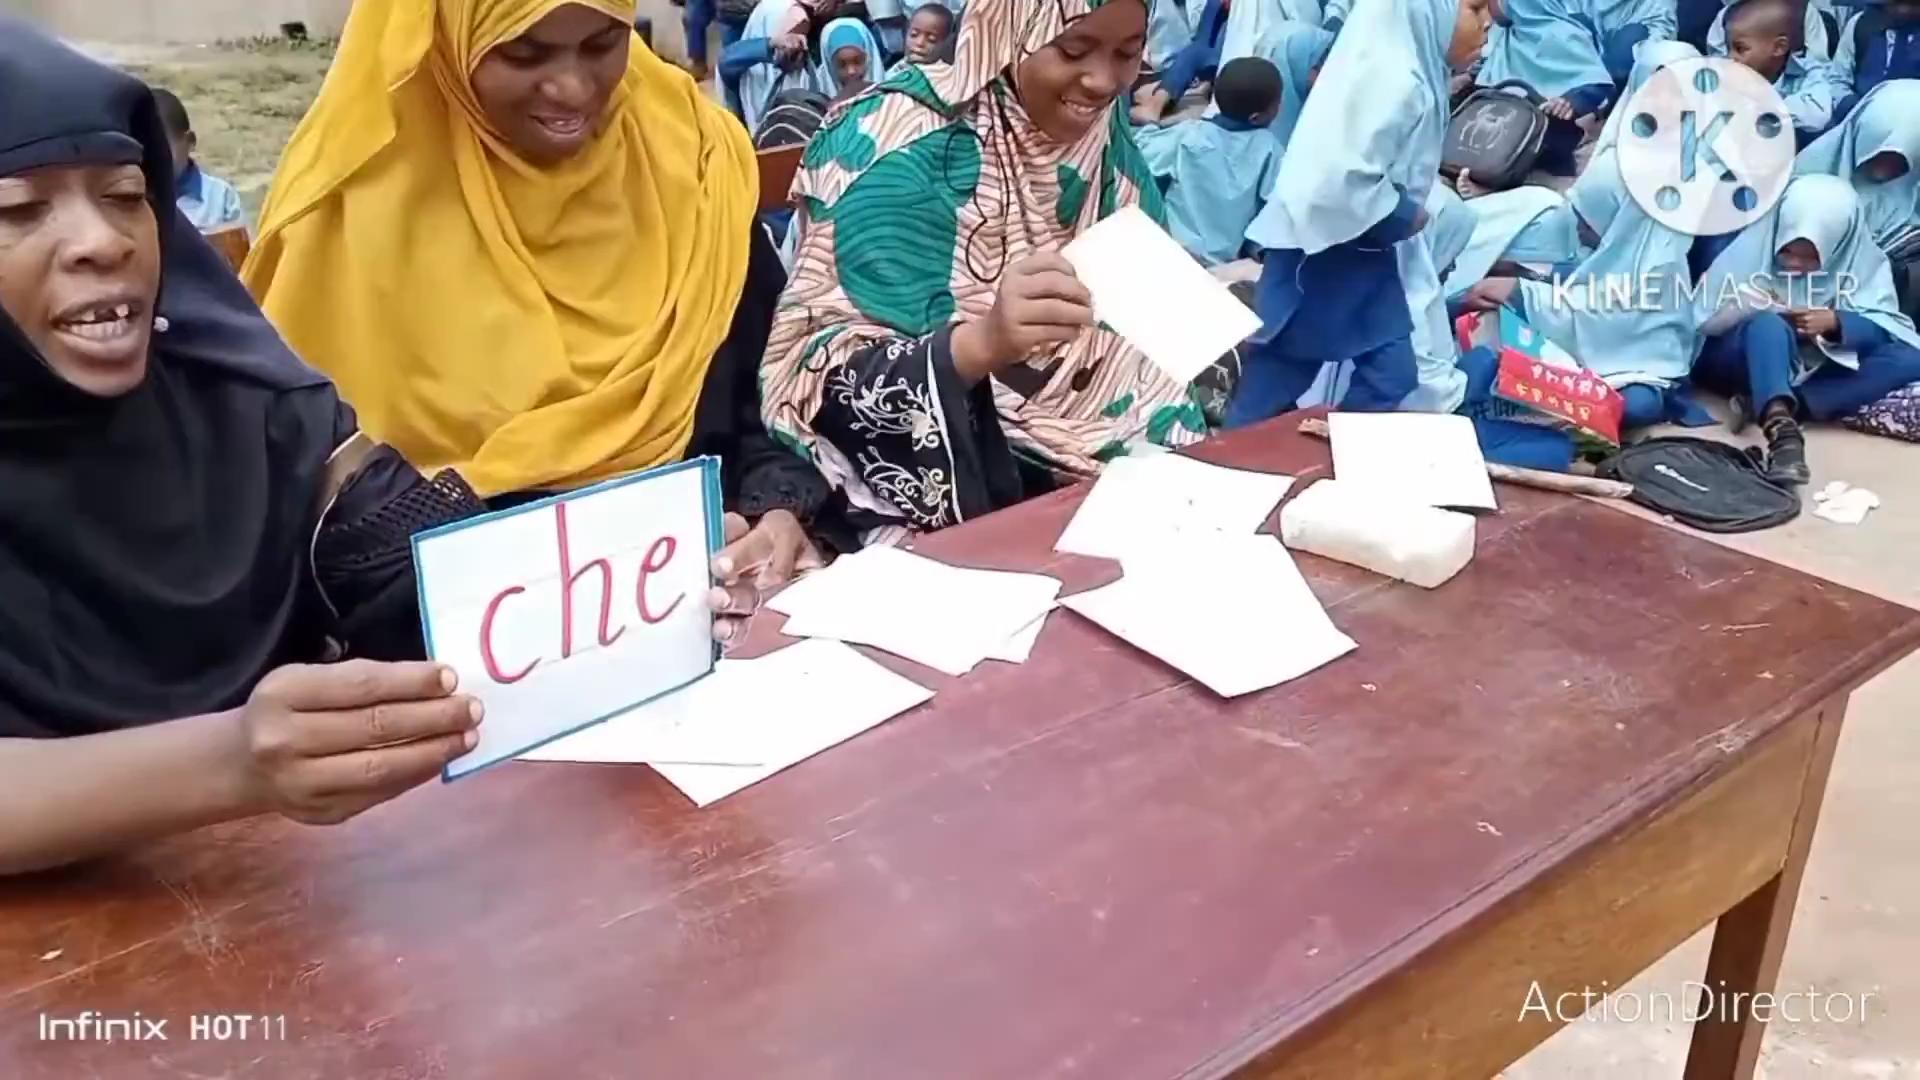 K
KINEMASTER
che
Infinix HOT 11
ActionDirector